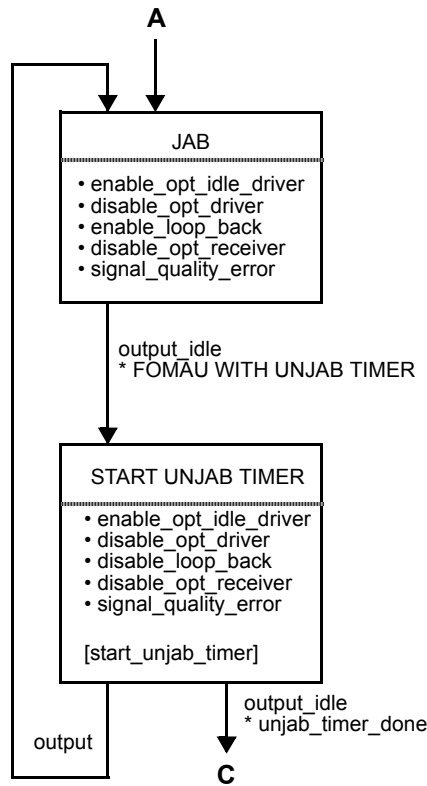 A
JAB
• enable_opt_idle_driver
• disable_opt_driver
• enable_loop_back
• disable_opt_receiver
• signal_quality_error
output_idle
* FOMAU WITH UNJAB TIMER
START UNJAB TIMER
• enable_opt_idle_driver
• disable_opt_driver
• disable_loop_back
• disable_opt_receiver
• signal_quality_error
[start_unjab_timer]
output_idle
* unjab_timer_done
output
C